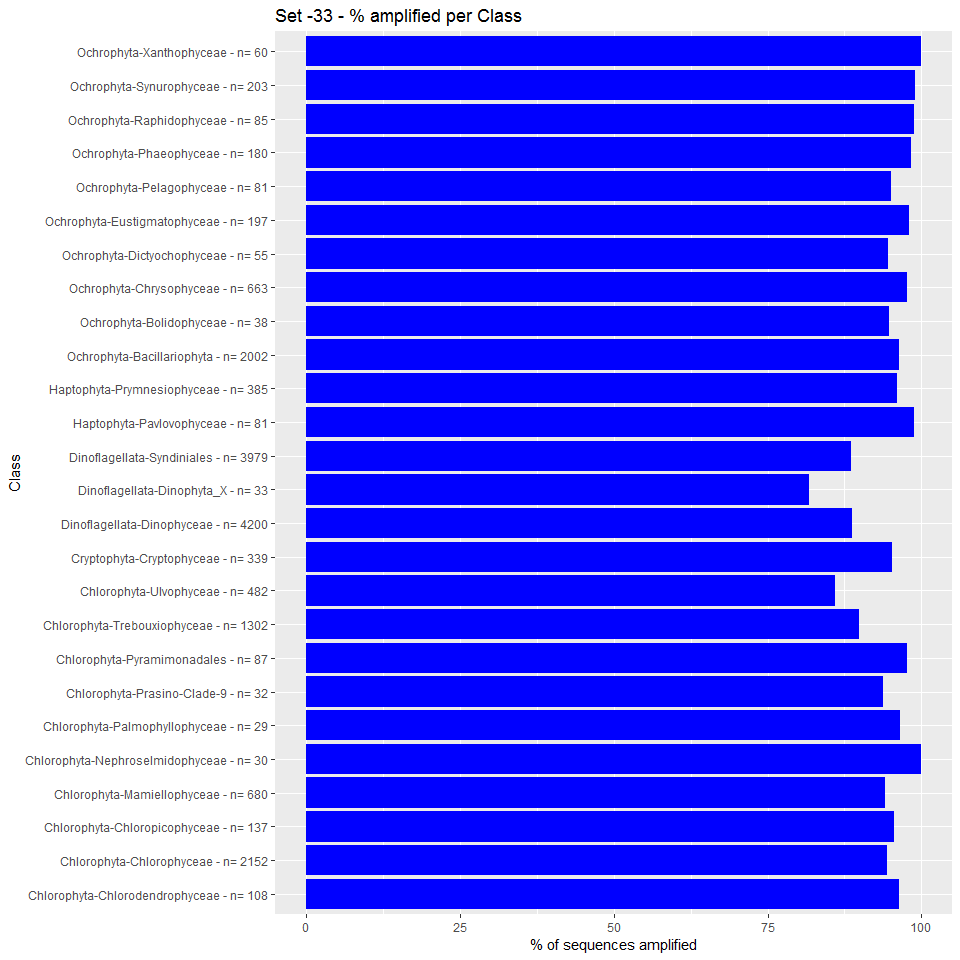 Set -33 - % amplified per Class
Class
Ochrophyta-Xanthophyceae - n= 60
Ochrophyta-Synurophyceae - n= 203
Ochrophyta-Raphidophyceae - n= 85
Ochrophyta-Phaeophyceae - n= 180
Ochrophyta-Pelagophyceae - n= 81
Ochrophyta-Eustigmatophyceae - n= 197
Ochrophyta-Dictyochophyceae - n= 55
Ochrophyta-Chrysophyceae - n= 663
Ochrophyta-Bolidophyceae - n= 38
Ochrophyta-Bacillariophyta - n= 2002
Haptophyta-Prymnesiophyceae - n= 385
Haptophyta-Pavlovophyceae - n= 81
Dinoflagellata-Syndiniales - n= 3979
Dinoflagellata-Dinophyta_X - n= 33
Dinoflagellata-Dinophyceae - n= 4200
Cryptophyta-Cryptophyceae - n= 339
Chlorophyta-Ulvophyceae - n= 482
Chlorophyta-Trebouxiophyceae - n= 1302
Chlorophyta-Pyramimonadales - n= 87
Chlorophyta-Prasino-Clade-9 - n= 32
Chlorophyta-Palmophyllophyceae - n= 29
Chlorophyta-Nephroselmidophyceae - n= 30
Chlorophyta-Mamiellophyceae - n= 680
Chlorophyta-Chloropicophyceae - n= 137
Chlorophyta-Chlorophyceae - n= 2152
Chlorophyta-Chlorodendrophyceae - n= 108
0 25 50 75 100
% of sequences amplified